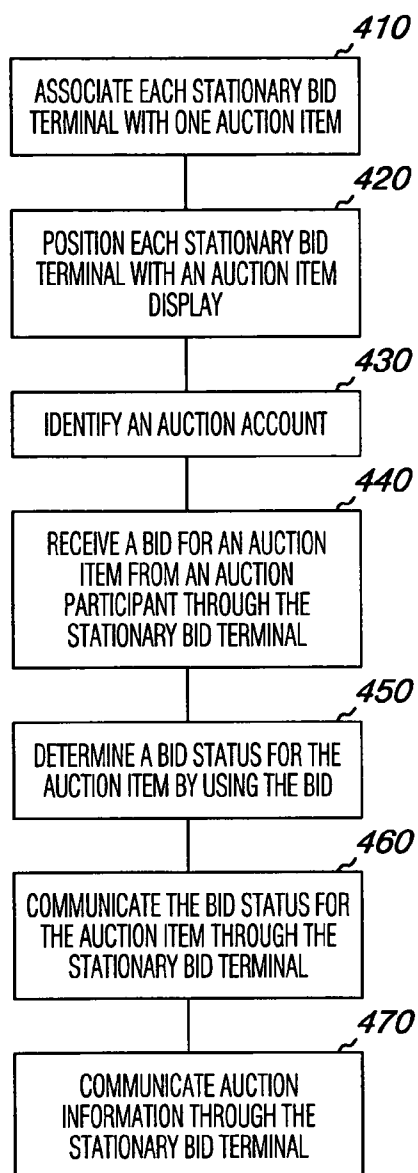 410
ASSOCIATE EACH STATIONARY BID
TERMINAL WITH ONE AUCTION ITEM
420
POSITION EACH STATIONARY BID
TERMINAL WITH AN AUCTION ITEM
DISPLAY
430
IDENTIFY AN AUCTION ACCOUNT
440
RECEIVE A BID FOR AN AUCTION
ITEM FROM AN AUCTION
PARTICIPANT THROUGH THE
STATIONARY BID TERMINAL
450
DETERMINE A BID STATUS FOR THE
AUCTION ITEM BY USING THE BID
460
COMMUNICATE THE BID STATUS FOR
THE AUCTION ITEM THROUGH THE
STATIONARY BID TERMINAL
470
COMMUNICATE AUCTION
INFORMATION THROUGH THE
STATIONARY BID TERMINAL